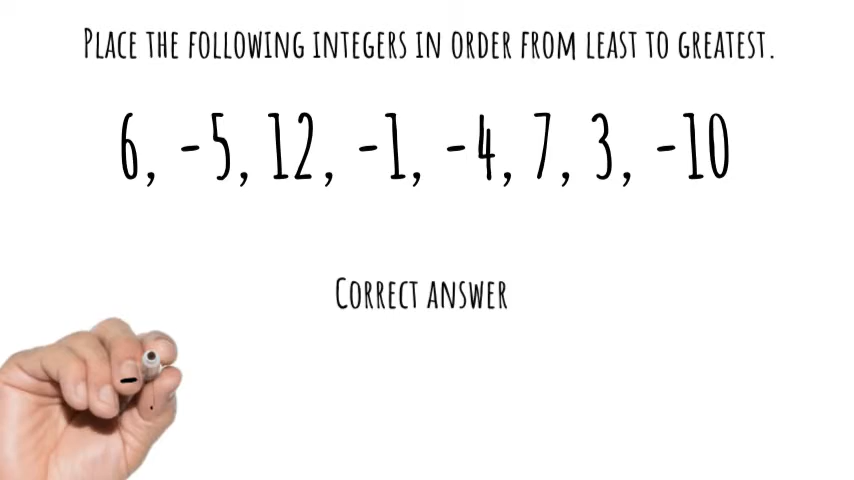 Place the following integers in order from least to greatest.
6, -5, 12, -1, -4, 7, 3, -10
Correct answer
-